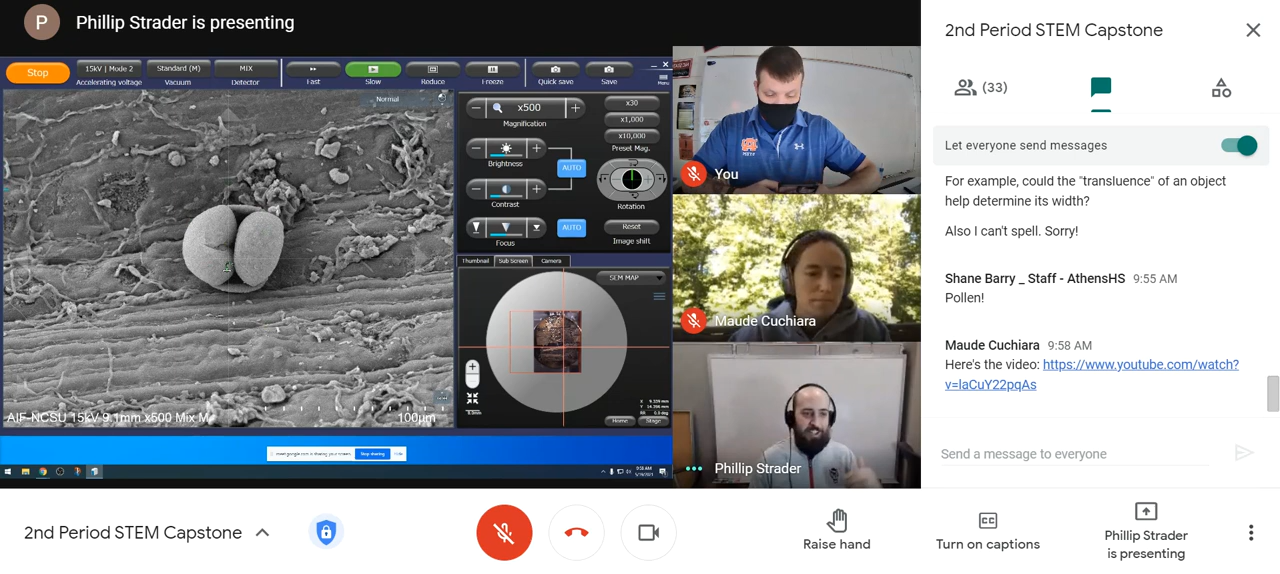 P
Phillip Strader is presenting
Stop
15kV | Mode 2
Accelerating voltage
Standard (M)
Vacuum
MIX
Detector
Fast
Slow
Reduce
Freeze
Quick save
Save
Menu
Normal
x500
Magnification
Brightness
AUTO
Contrast
Focus
AUTO
x30
x1,000
x10,000
Preset Mag.
Rotation
Reset
Image shift
Thumbnail
Sub Screen
Camera
SEM MAP
Home
Stage
AIF-NCSU 15kV 9.1mm x500 Mix M
100µm
Stop sharing
You
Maude Cuchiara
Phillip Strader
2nd Period STEM Capstone
(33)
Let everyone send messages
For example, could the "transluence" of an object
help determine its width?
Also I can't spell. Sorry!
Shane Barry _ Staff - AthensHS 9:55 AM
Pollen!
Maude Cuchiara 9:58 AM
Here's the video: https://www.youtube.com/watch?
v=laCuY22pqAs
Send a message to everyone
2nd Period STEM Capstone
Raise hand
CC
Turn on captions
Phillip Strader
is presenting